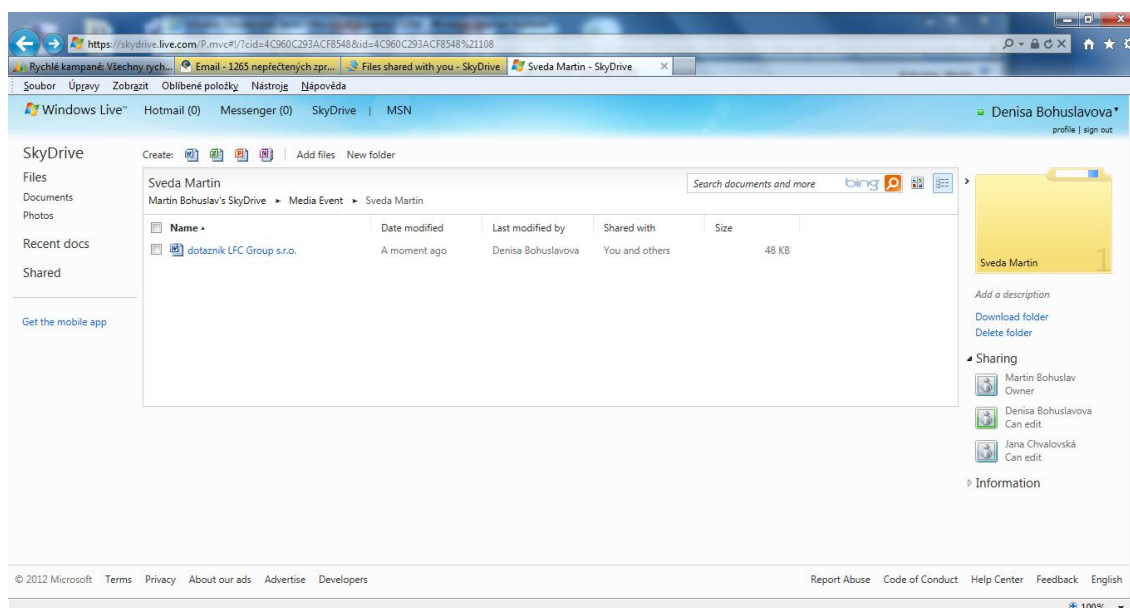 https://skydrive.live.com/P.mvc#!/?cid=4C960C293ACF8548&id=4C960C293ACF8548%21108
Rychlé kampaně: Všechny rych... Email - 1265 nepřečtených zpr... Files shared with you - SkyDrive Sveda Martin - SkyDrive
Soubor Úpravy Zobrazit Oblíbené položky Nástroje Nápověda
Windows Live™ Hotmail (0) Messenger (0) SkyDrive | MSN Denisa Bohuslavova
profile | sign out
SkyDrive Create: Add files New folder
Files
Documents
Photos
Recent docs
Shared
Get the mobile app
Sveda Martin Search documents and more bing
Martin Bohuslav's SkyDrive ► Media Event ► Sveda Martin
Name Date modified Last modified by Shared with Size
dotaznik LFC Group s.r.o. A moment ago Denisa Bohuslavova You and others 48 KB
Sveda Martin 1
Add a description
Download folder
Delete folder
Sharing
Martin Bohuslav
Owner
Denisa Bohuslavova
Can edit
Jana Chvalovská
Can edit
Information
© 2012 Microsoft Terms Privacy About our ads Advertise Developers Report Abuse Code of Conduct Help Center Feedback English
100%